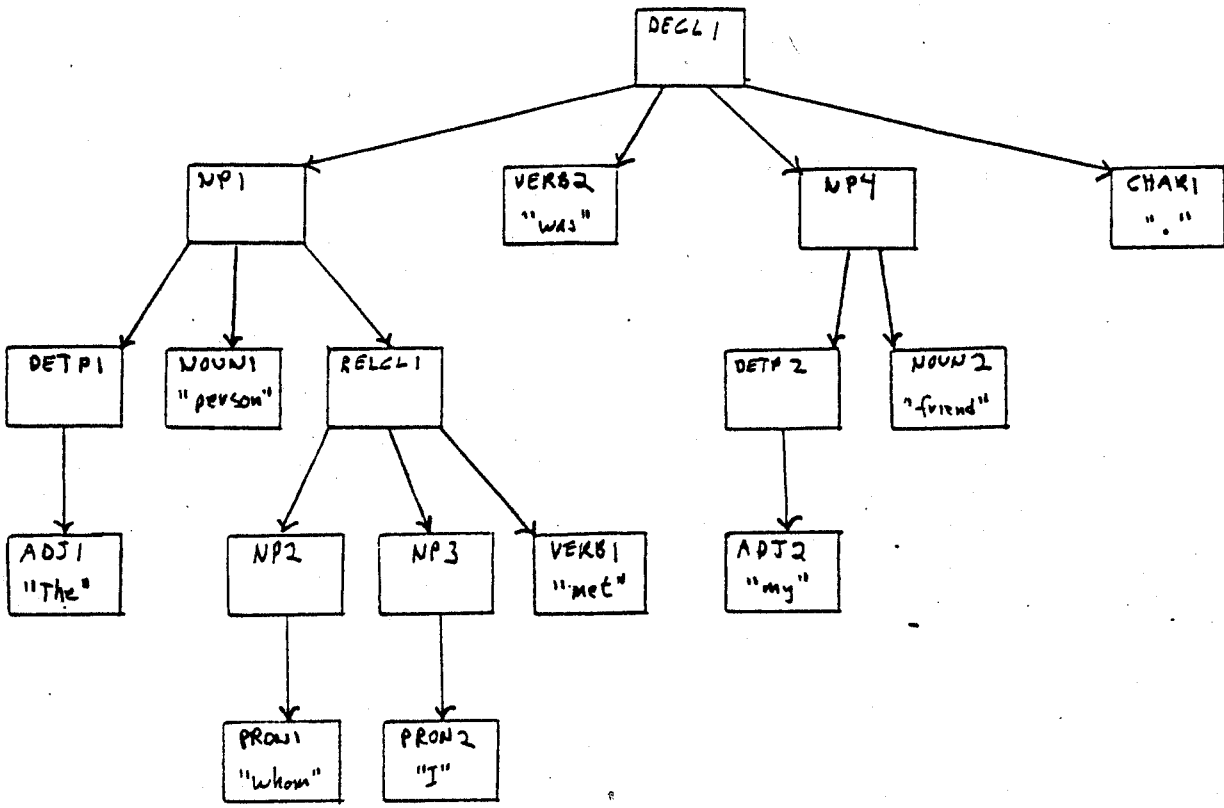 DECL1
NP1
VERB2
"was"
NP4
CHAR1
"."
DETP1
NOUN1
"person"
RELCL1
DETP2
NOUN2
"friend"
ADJ1
"The"
NP2
NP3
VERB1
"met"
ADJ2
"my"
PRON1
"whom"
PRON2
"I"